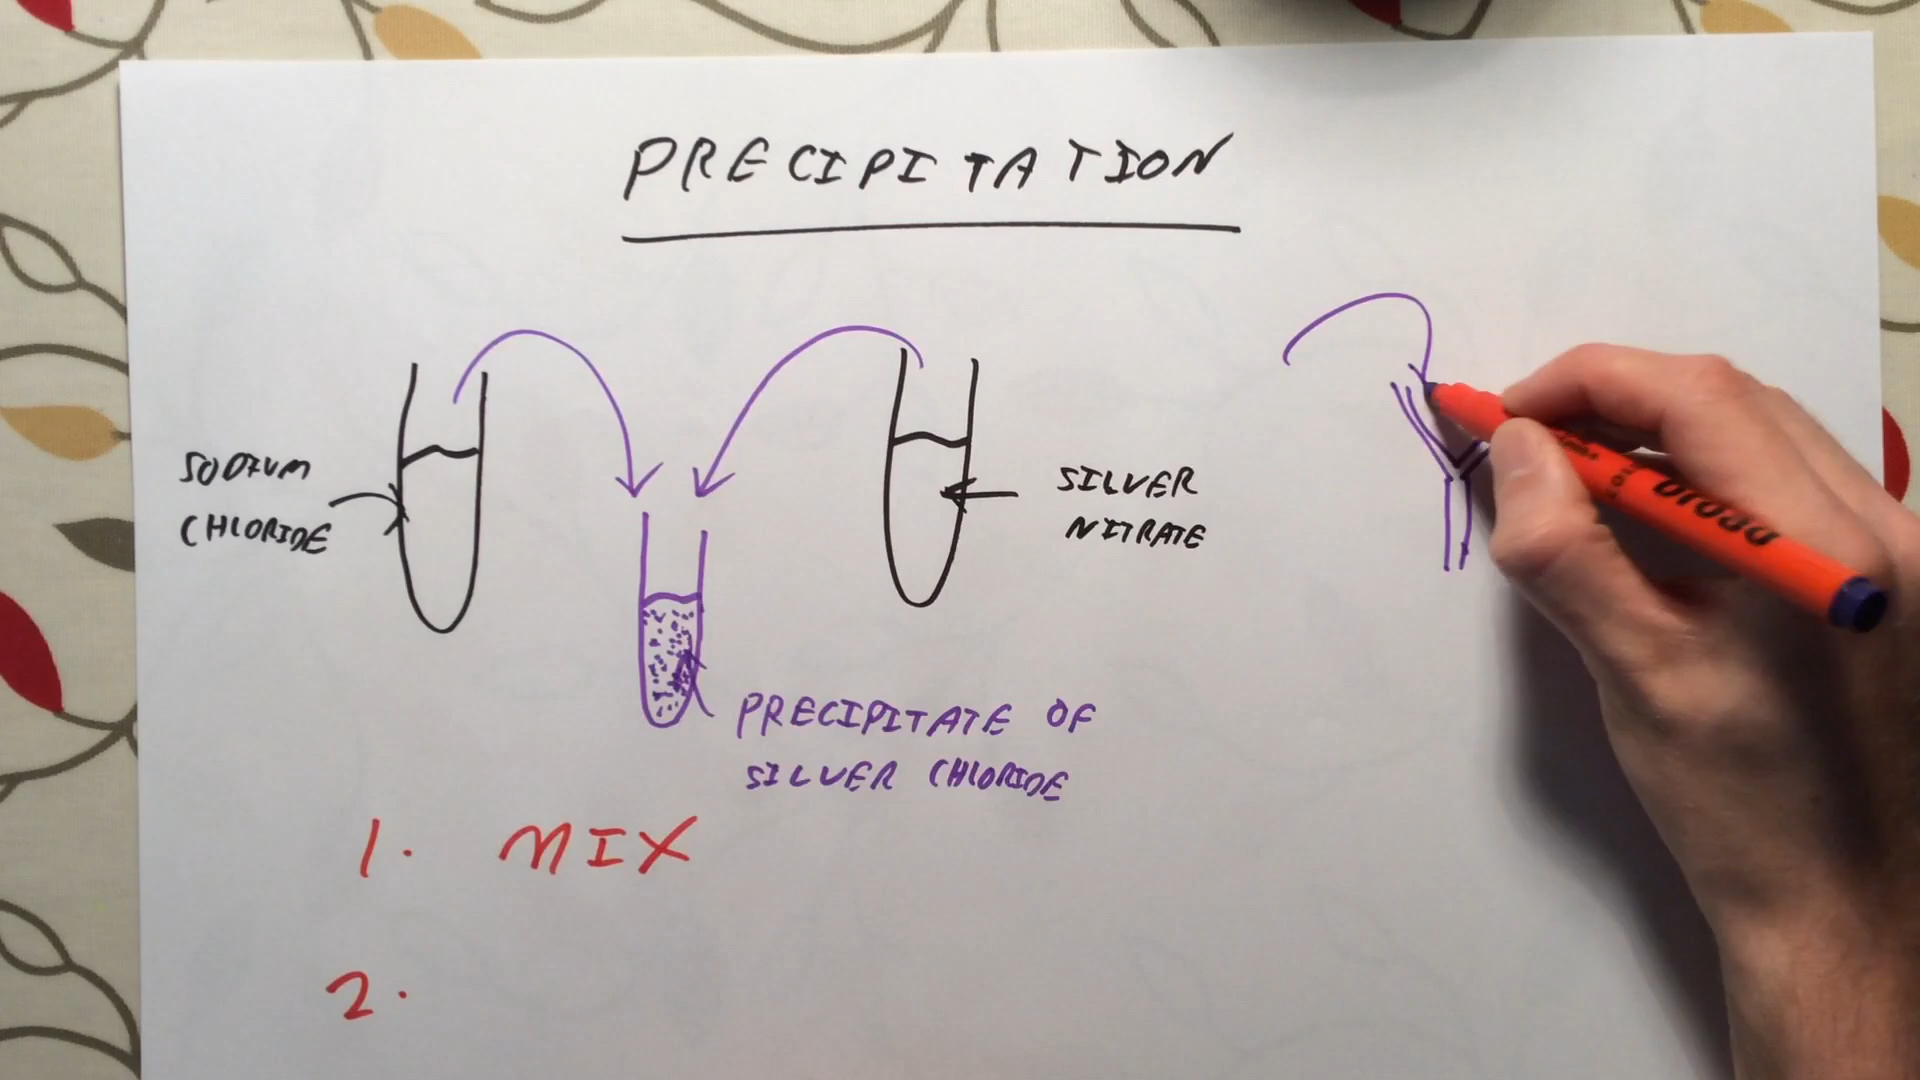 PRECIPITATION
SODIUM
CHLORIDE
SILVER
NITRATE
PRECIPITATE OF
SILVER CHLORIDE
1. MIX
2.